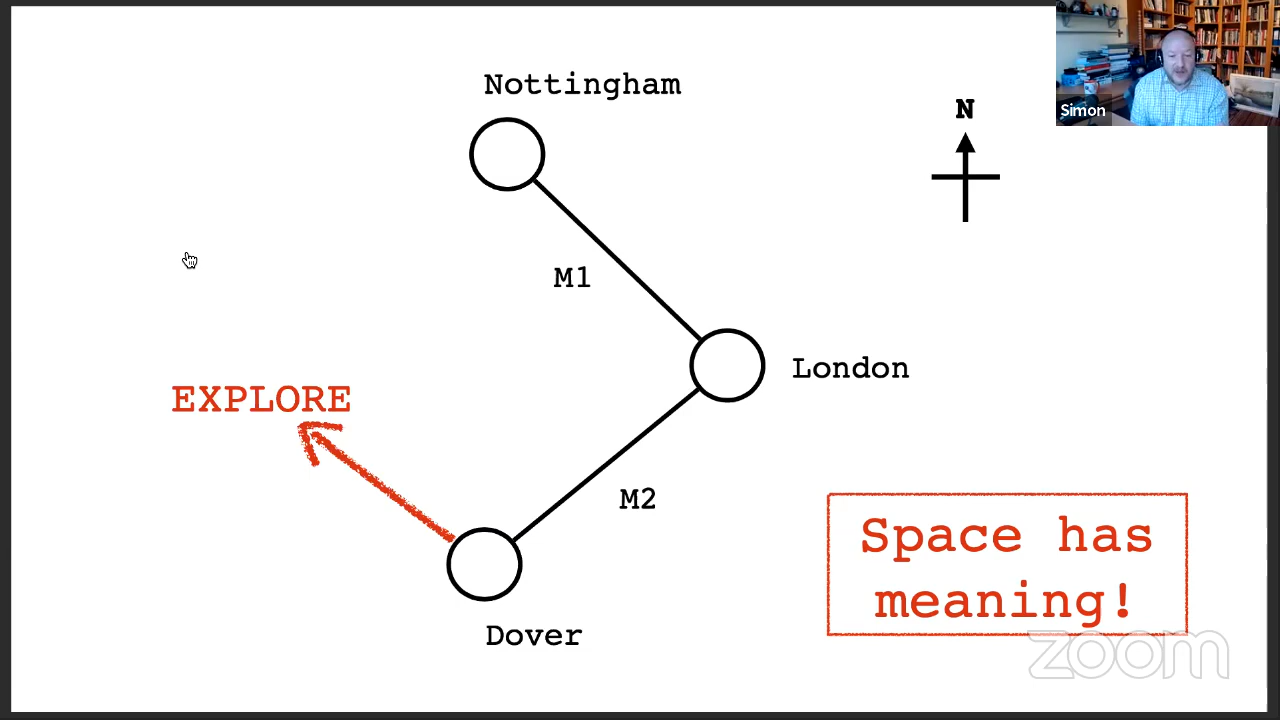 Nottingham
N
Simon
M1
London
EXPLORE
M2
Space has
meaning!
Dover
zoom